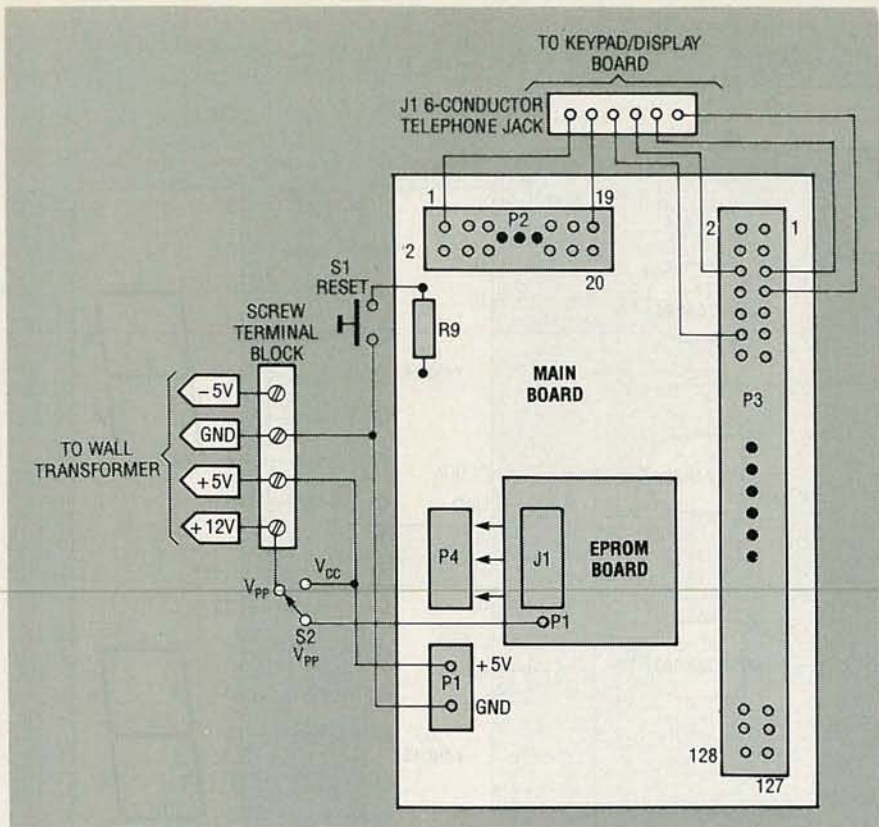 TO KEYPAD/DISPLAY
BOARD
J1 6-CONDUCTOR
TELEPHONE JACK
1
19
P2
2
20
2
1
S1
RESET
R9
SCREW
TERMINAL
BLOCK
MAIN
BOARD
P3
-5V
GND
TO WALL
TRANSFORMER
+5V
+12V
P4
J1
EPROM
BOARD
VCC
VPP
S2
VPP
P1
P1
+5V
GND
128
127